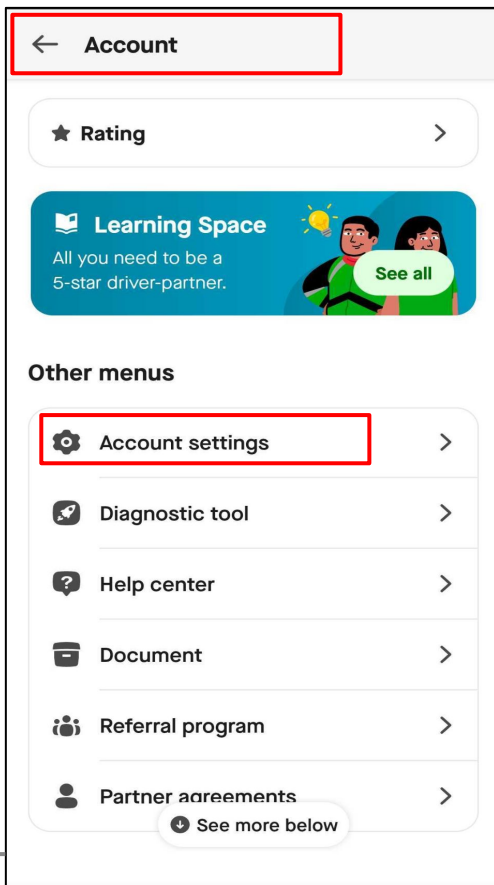 Account
Rating
Learning Space
All you need to be a
5-star driver-partner.
See all
Other menus
Account settings
Diagnostic tool
Help center
Document
Referral program
Partner agreements
See more below